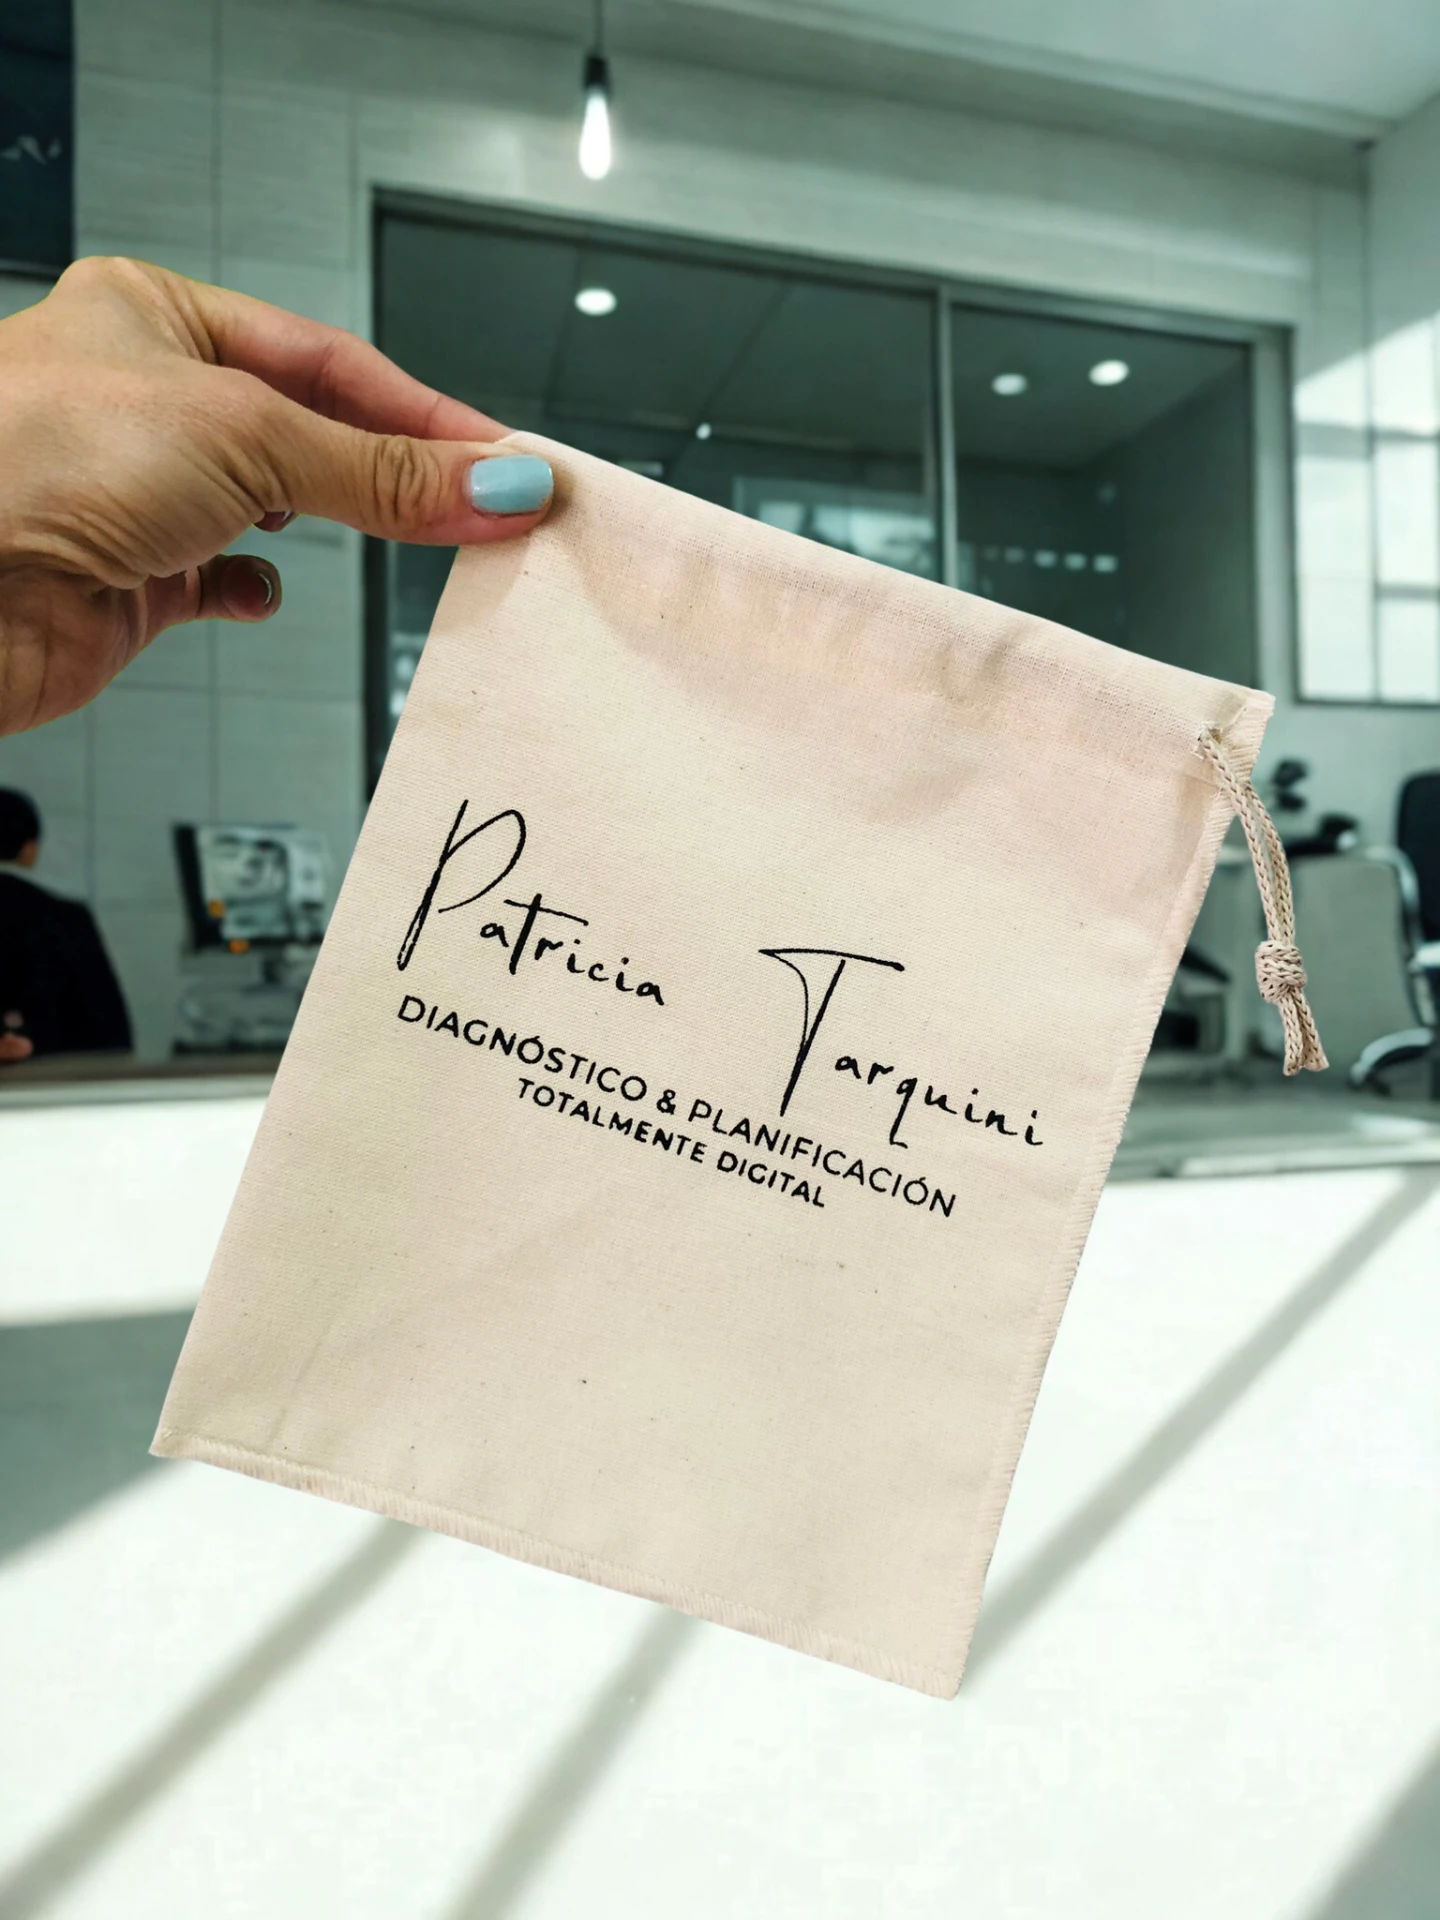 Patricia Tarquini
DIAGNÓSTICO & PLANIFICACIÓN
TOTALMENTE DIGITAL